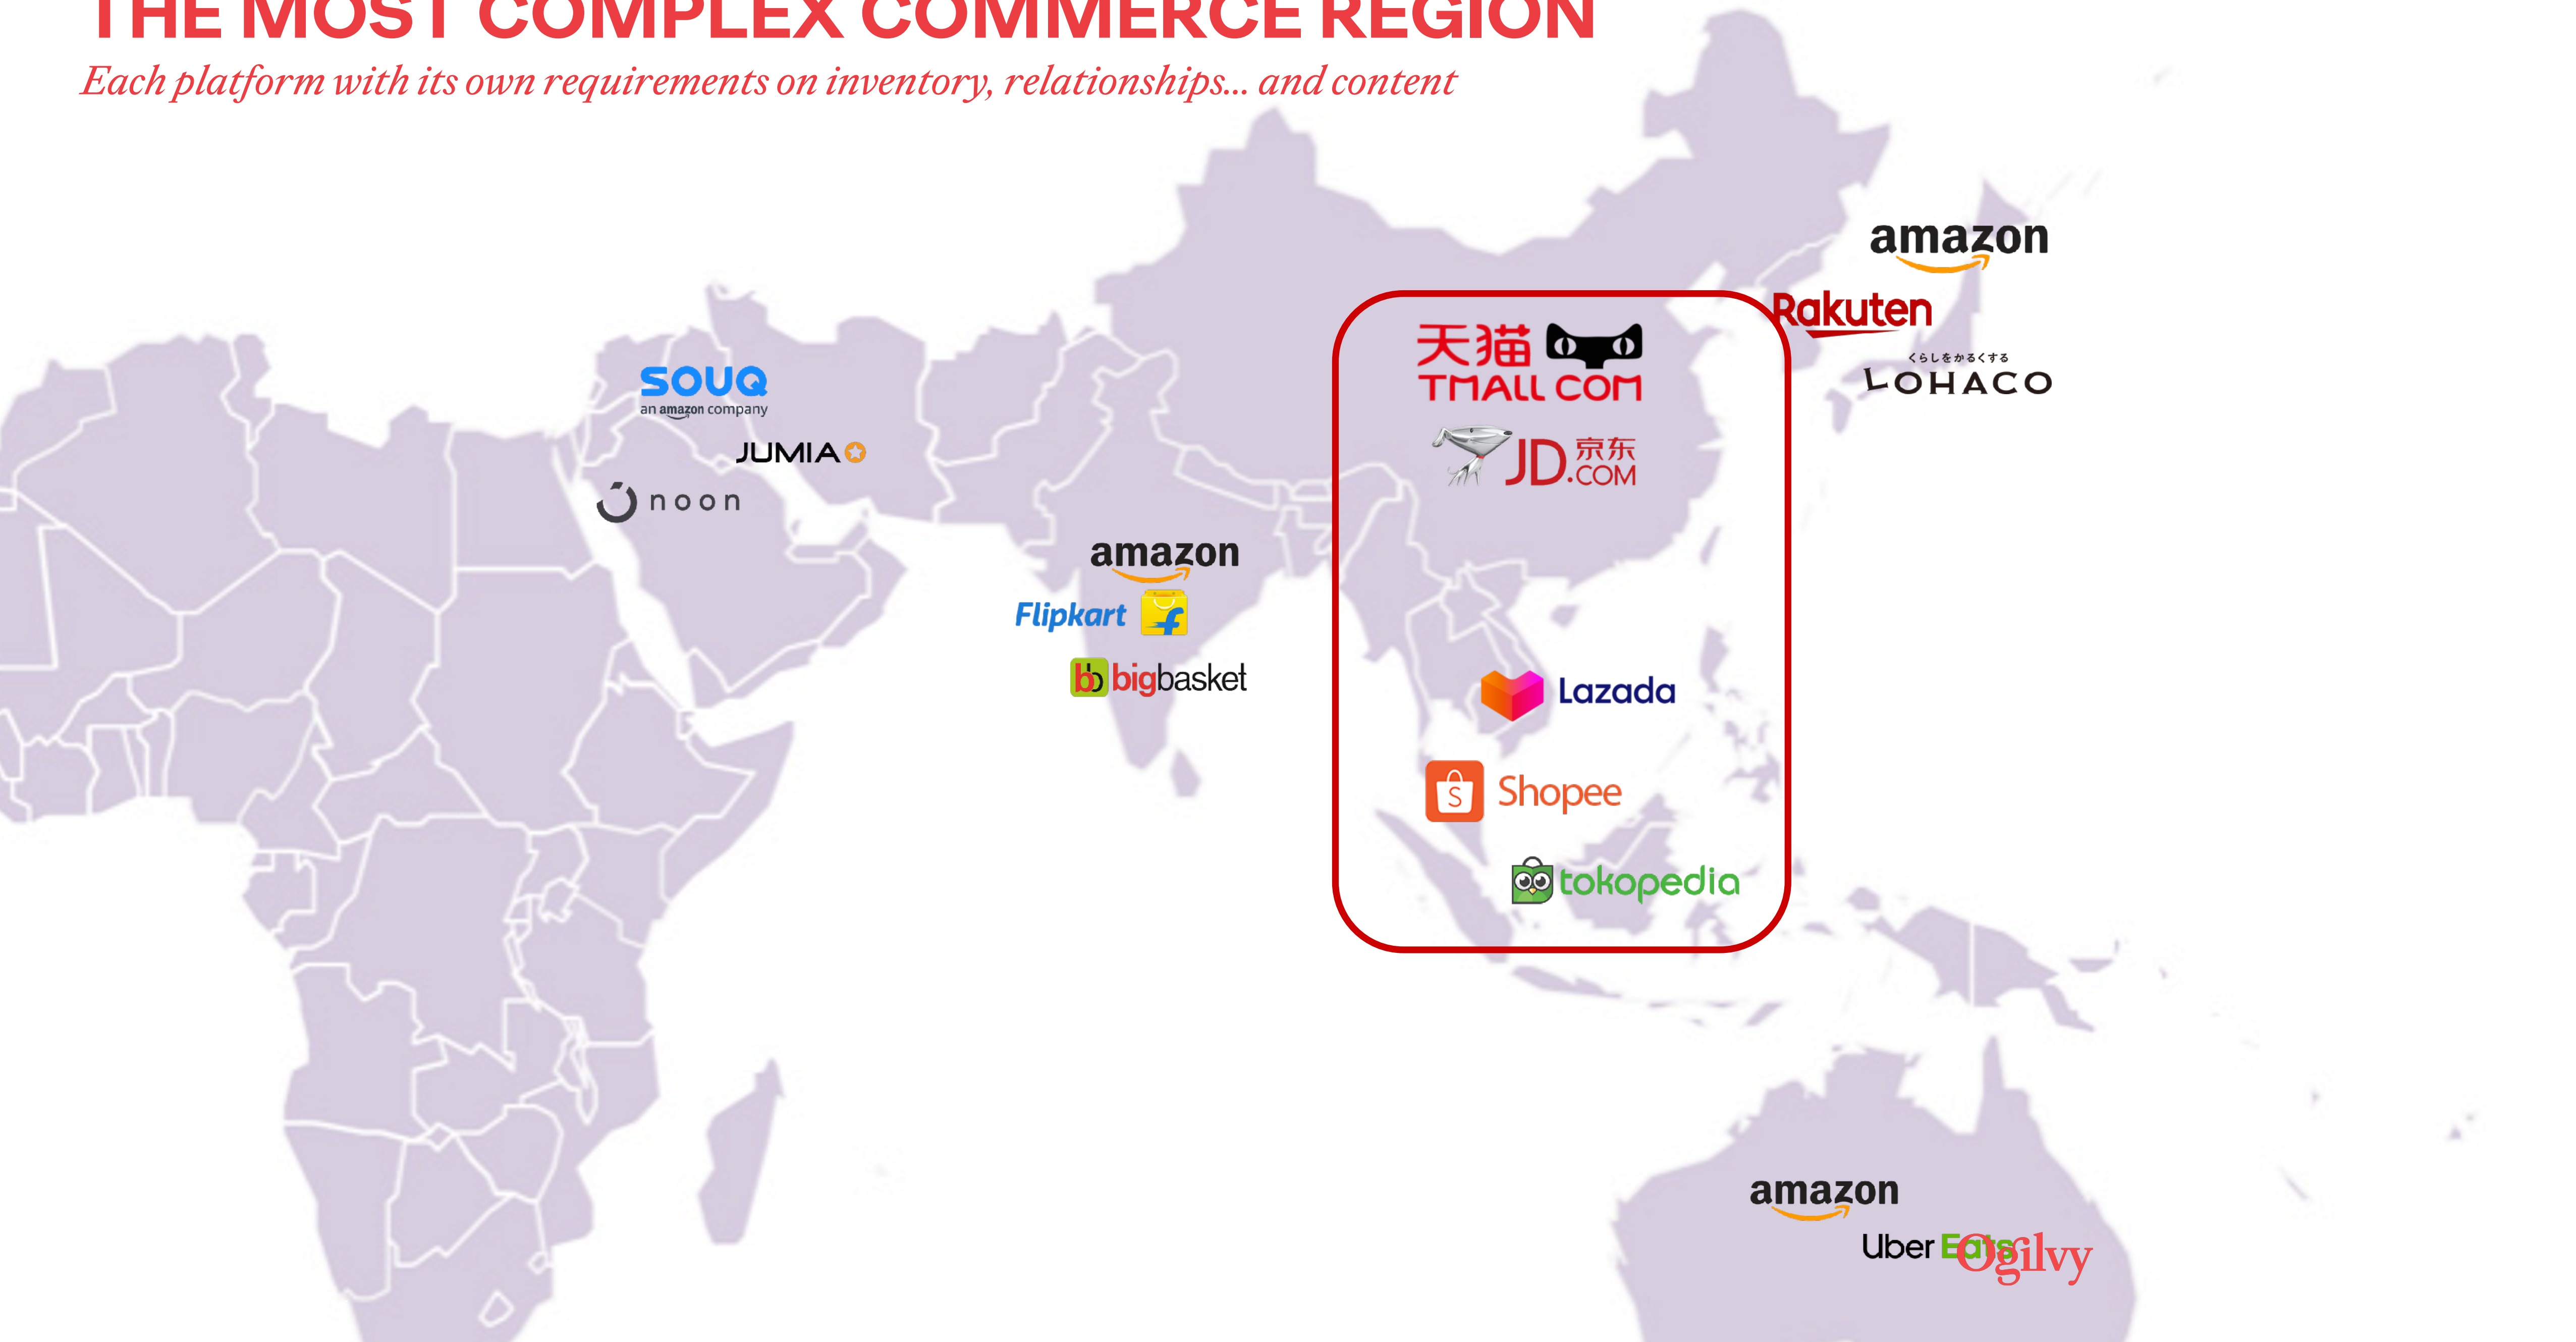 THE MOST COMPLEX COMMERCE REGION
Each platform with its own requirements on inventory, relationships... and content
amazon
Rakuten
くらしをかるくする
LOHACO
天猫
TMALL.COM
JD.COM 京东
SOUQ
an amazon company
JUMIA
noon
amazon
Flipkart
bigbasket
Lazada
Shopee
tokopedia
amazon
Uber Eats
Ogilvy